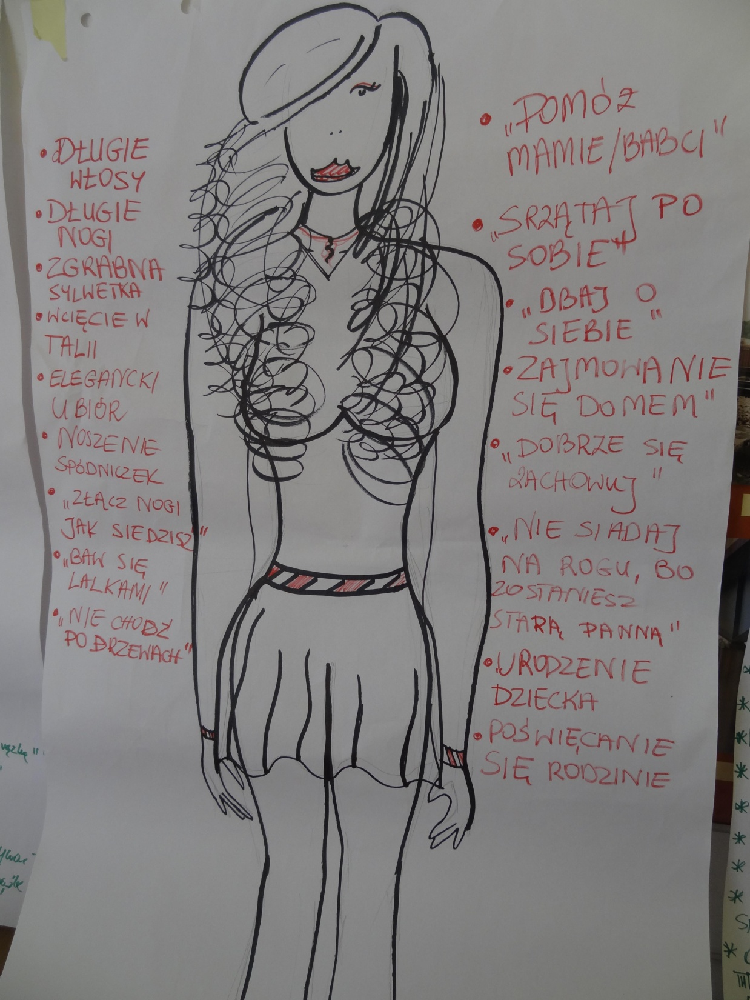 • DŁUGIE
WŁOSY
• DŁUGIE
NOGI
• ZGRABNA
SYLWETKA
• WCIĘCIE W
TALII
• ELEGANCKI
UBIÓR
• NOSZENIE
SPÓDNICZEK
• „ZŁĄCZ NOGI
JAK SIEDZISZ"
• „BAW SIĘ
LALKAMI"
• „NIE CHODŹ
PO DRZEWACH"
• „POMÓŻ
MAMIE/BABCI"
• „SRZĄTAJ PO
SOBIE"
• „DBAJ O
SIEBIE"
• ZAJMOWANIE
SIĘ DOMEM"
• „DOBRZE SIĘ
ZACHOWUJ"
• „NIE SIADAJ
NA ROGU, BO
ZOSTANIESZ
STARĄ PANNĄ"
• URODZENIE
DZIECKA
• POŚWIĘCANIE
SIĘ RODZINIE